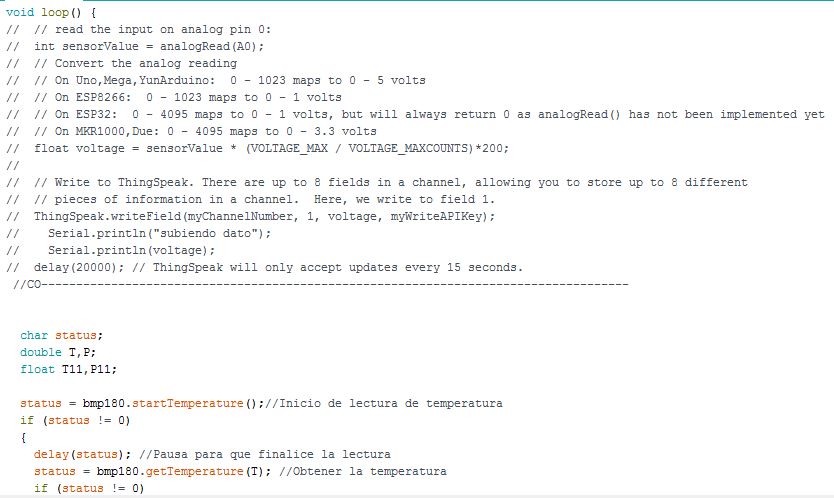 void loop() {
//  // read the input on analog pin 0:
//  int sensorValue = analogRead(A0);
//  // Convert the analog reading
//  // On Uno,Mega,YunArduino:  0 - 1023 maps to 0 - 5 volts
//  // On ESP8266:  0 - 1023 maps to 0 - 1 volts
//  // On ESP32:  0 - 4095 maps to 0 - 1 volts, but will always return 0 as analogRead() has not been implemented yet
//  // On MKR1000,Due: 0 - 4095 maps to 0 - 3.3 volts
//  float voltage = sensorValue * (VOLTAGE_MAX / VOLTAGE_MAXCOUNTS)*200;
//
//  // Write to ThingSpeak. There are up to 8 fields in a channel, allowing you to store up to 8 different
//  // pieces of information in a channel.  Here, we write to field 1.
//  ThingSpeak.writeField(myChannelNumber, 1, voltage, myWriteAPIKey);
//    Serial.println("subiendo dato");
//    Serial.println(voltage);
//  delay(20000); // ThingSpeak will only accept updates every 15 seconds.
//CO------------------------------------------------------------------------------------
char status;
double T,P;
float T11,P11;
status = bmp180.startTemperature();//Inicio de lectura de temperatura
if (status != 0)
{
delay(status); //Pausa para que finalice la lectura
status = bmp180.getTemperature(T); //Obtener la temperatura
if (status != 0)